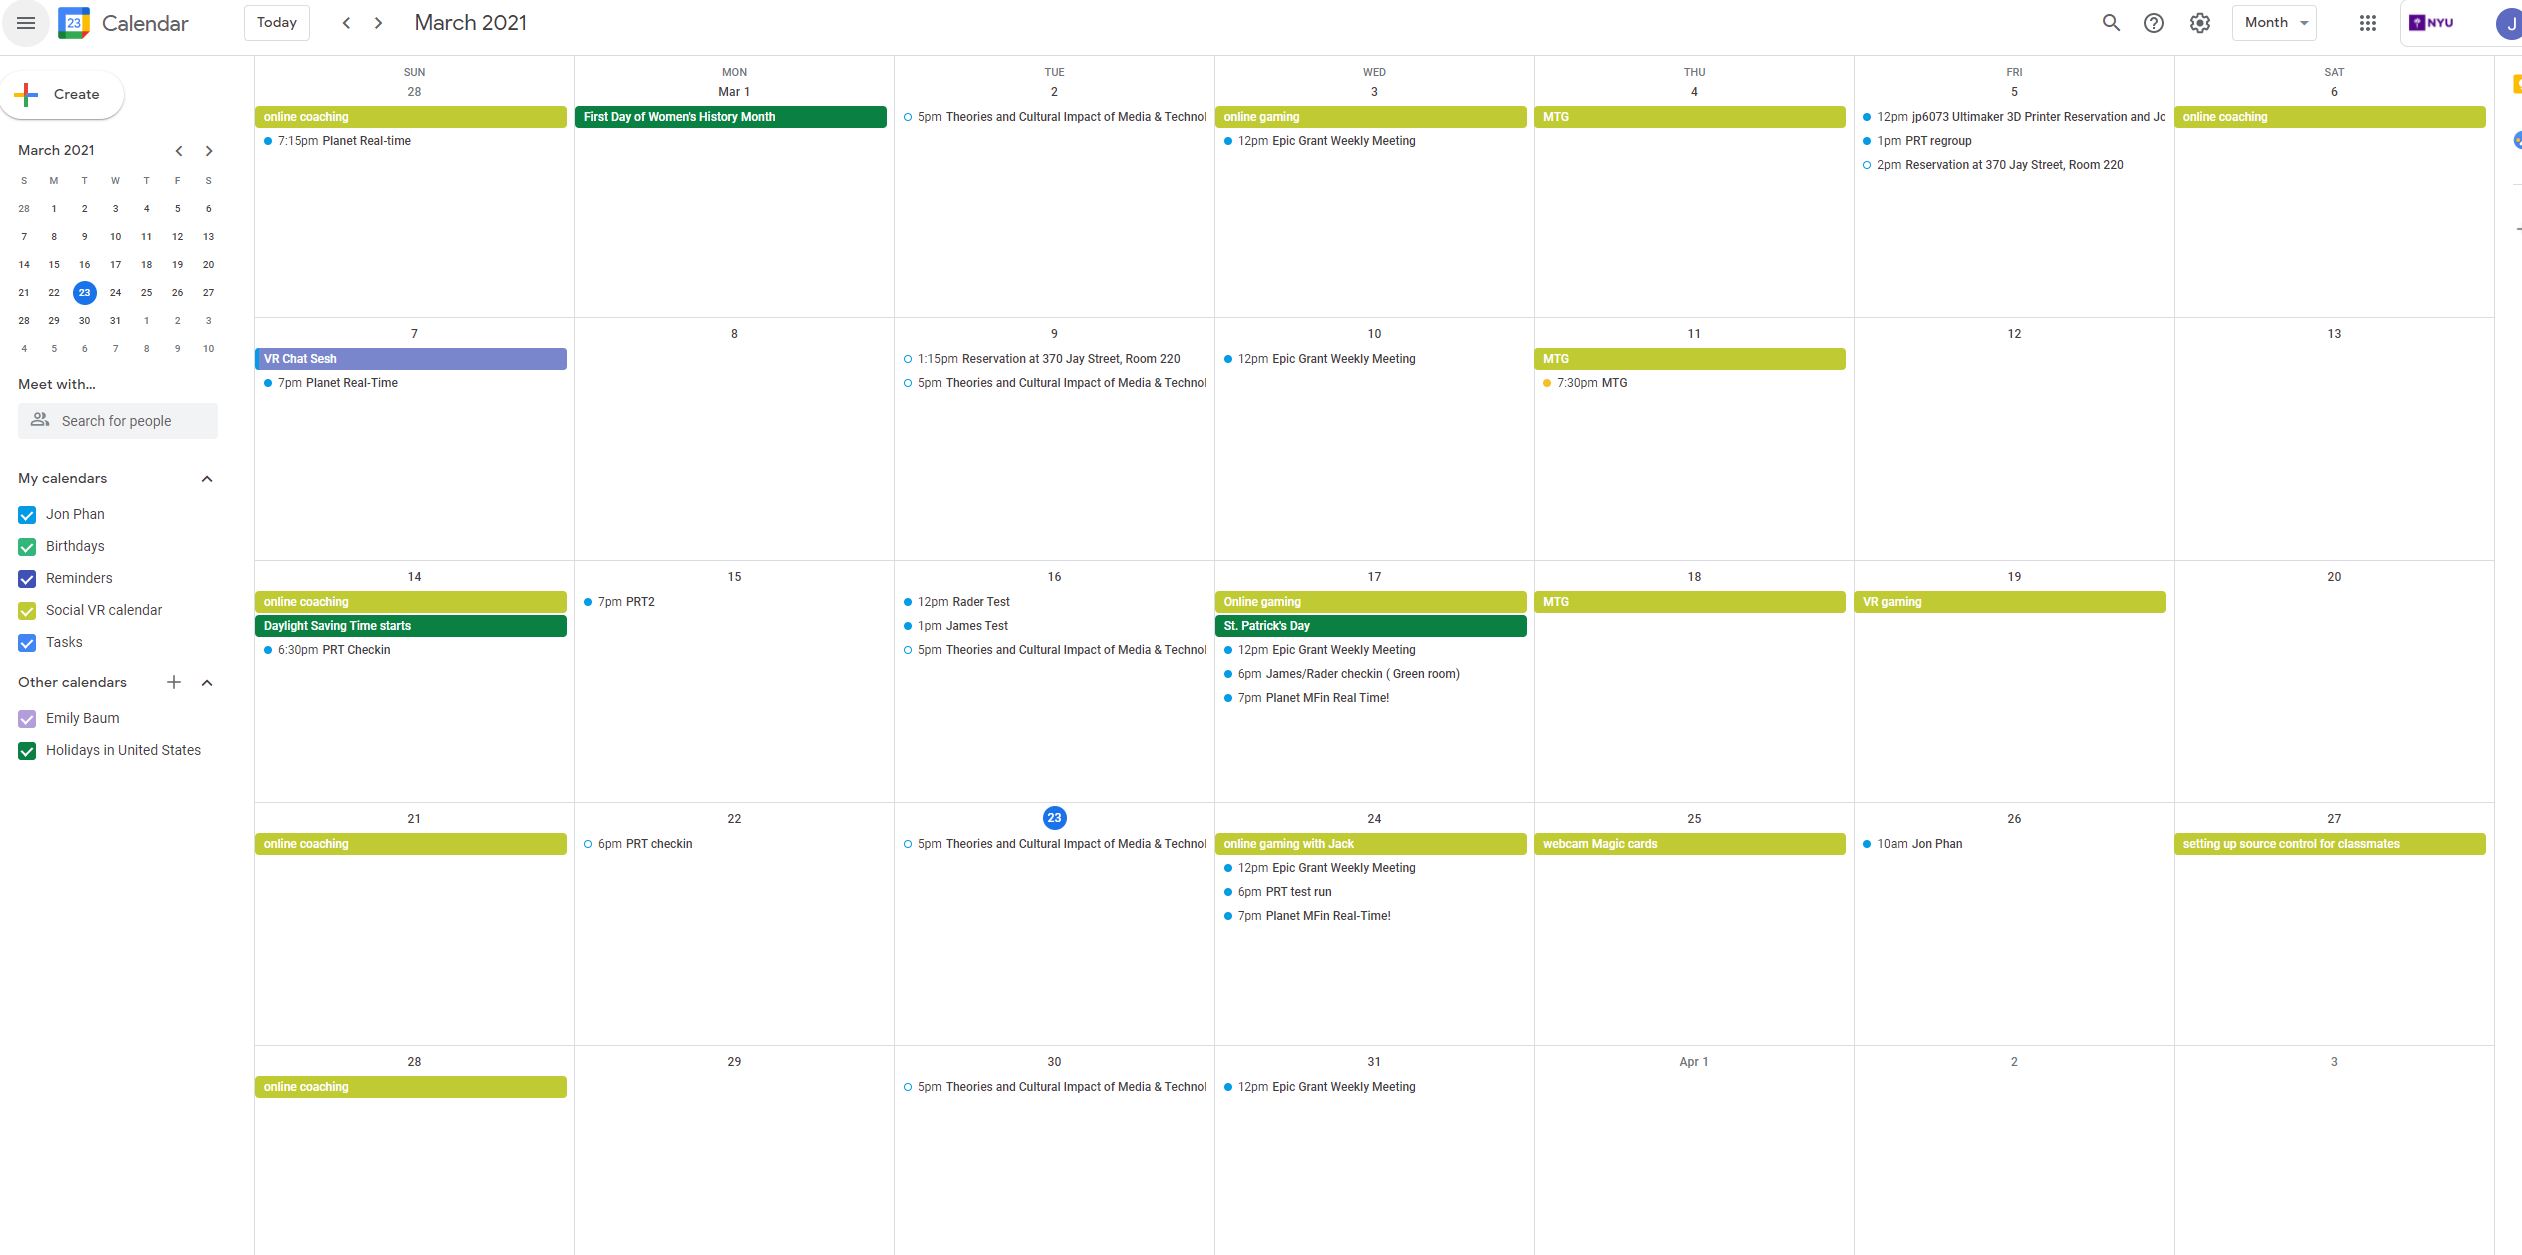 23 Calendar Today March 2021 Month NYU J
Create
March 2021
S M T W T F S
28 1 2 3 4 5 6
7 8 9 10 11 12 13
14 15 16 17 18 19 20
21 22 23 24 25 26 27
28 29 30 31 1 2 3
4 5 6 7 8 9 10
Meet with...
Search for people
My calendars
Jon Phan
Birthdays
Reminders
Social VR calendar
Tasks
Other calendars
Emily Baum
Holidays in United States
SUN MON TUE WED THU FRI SAT
28
online coaching
7:15pm Planet Real-time
Mar 1
First Day of Women's History Month
2
5pm Theories and Cultural Impact of Media & Technol
3
online gaming
12pm Epic Grant Weekly Meeting
4
MTG
5
12pm jp6073 Ultimaker 3D Printer Reservation and Jc
1pm PRT regroup
2pm Reservation at 370 Jay Street, Room 220
6
online coaching
7
VR Chat Sesh
7pm Planet Real-Time
8
9
1:15pm Reservation at 370 Jay Street, Room 220
5pm Theories and Cultural Impact of Media & Technol
10
12pm Epic Grant Weekly Meeting
11
MTG
7:30pm MTG
12
13
14
online coaching
Daylight Saving Time starts
6:30pm PRT Checkin
15
7pm PRT2
16
12pm Rader Test
1pm James Test
5pm Theories and Cultural Impact of Media & Technol
17
Online gaming
St. Patrick's Day
12pm Epic Grant Weekly Meeting
6pm James/Rader checkin ( Green room)
7pm Planet MFin Real Time!
18
MTG
19
VR gaming
20
21
online coaching
22
6pm PRT checkin
23
5pm Theories and Cultural Impact of Media & Technol
24
online gaming with Jack
12pm Epic Grant Weekly Meeting
6pm PRT test run
7pm Planet MFin Real-Time!
25
webcam Magic cards
26
10am Jon Phan
27
setting up source control for classmates
28
online coaching
29
30
5pm Theories and Cultural Impact of Media & Technol
31
12pm Epic Grant Weekly Meeting
Apr 1
2
3